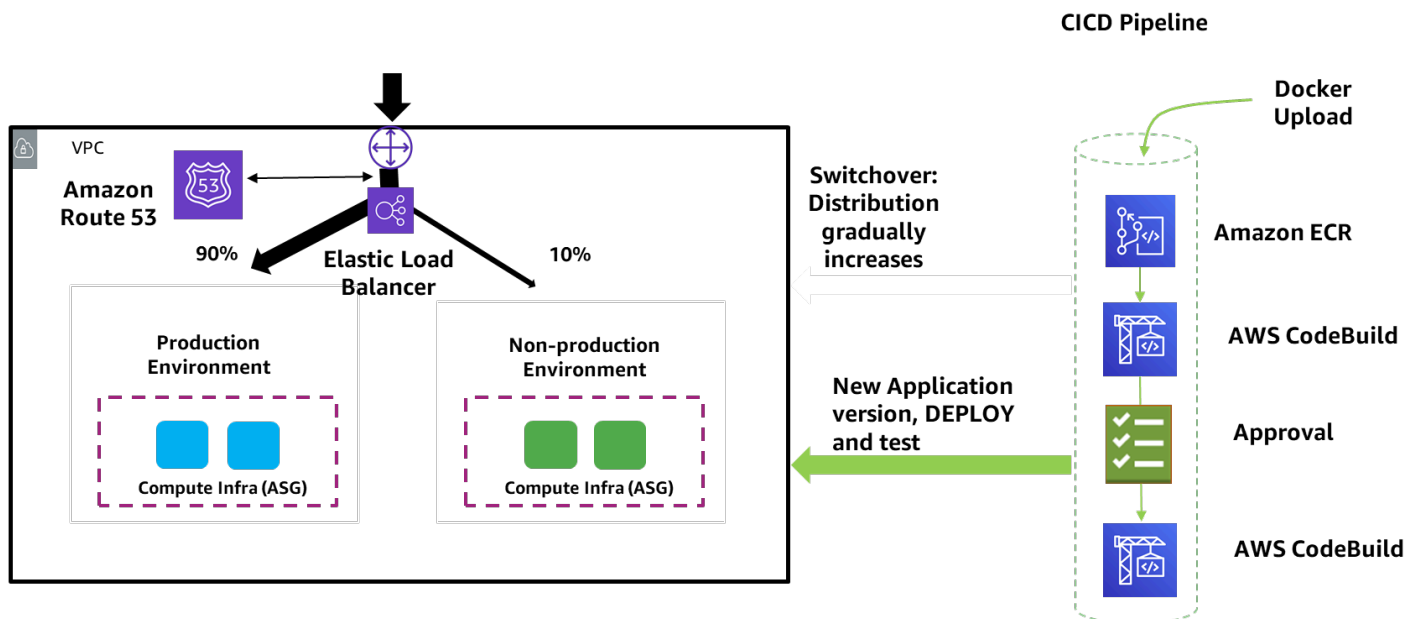 CICD Pipeline
Docker
Upload
VPC
Amazon
Route 53
53
90%
Elastic Load
Balancer
10%
Switchover:
Distribution
gradually
increases
Amazon ECR
Production
Environment
Compute Infra (ASG)
Non-production
Environment
Compute Infra (ASG)
New Application
version, DEPLOY
and test
AWS CodeBuild
Approval
AWS CodeBuild